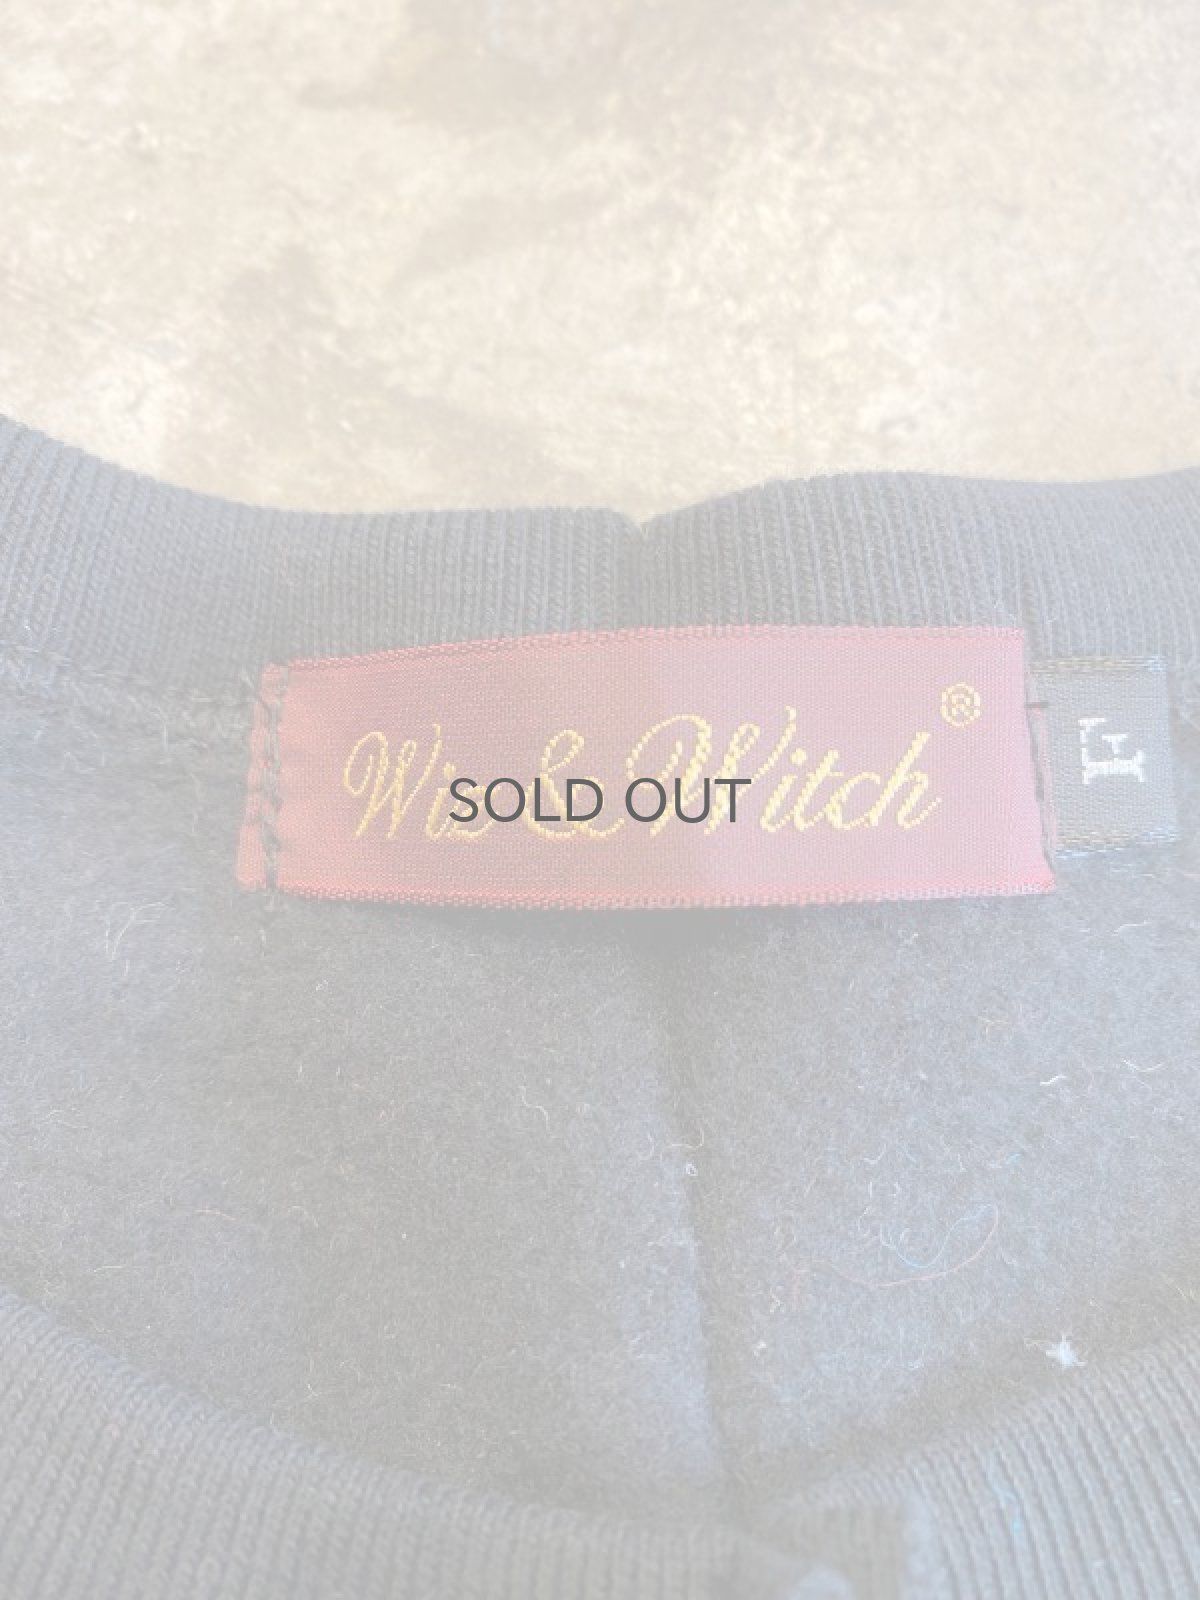 Wis & Witch ®
F
SOLD OUT